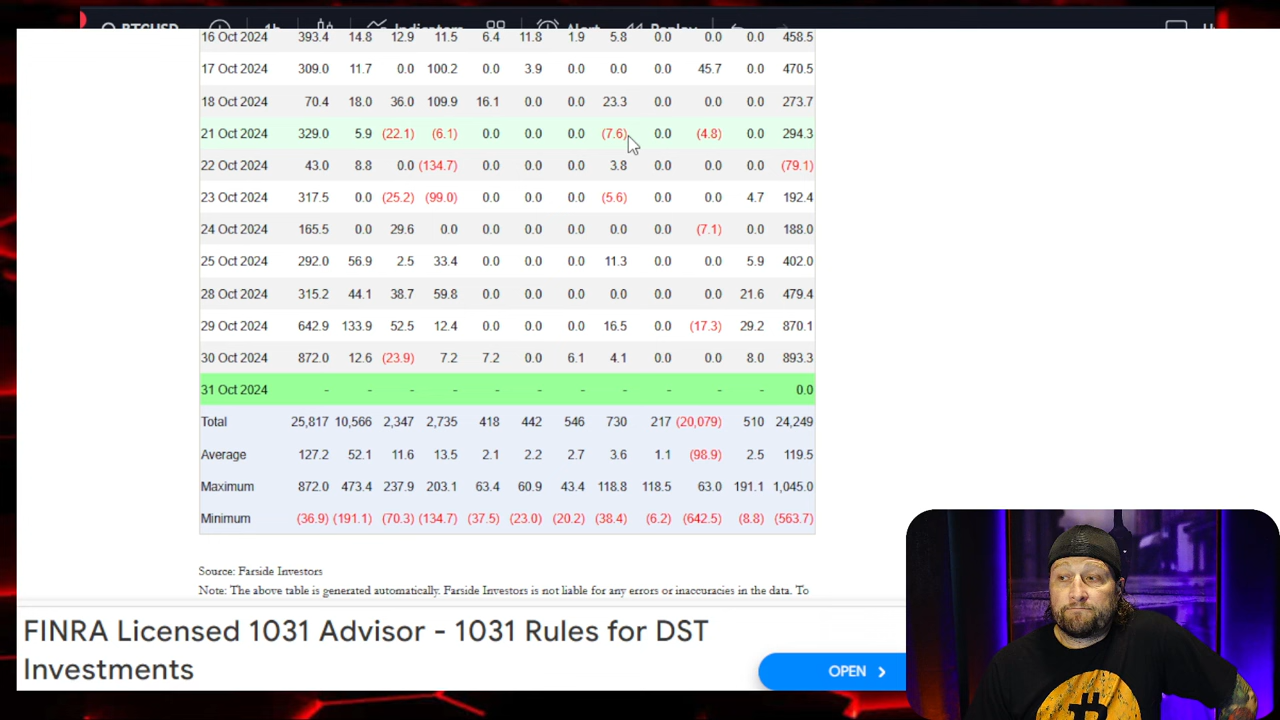 BTCUSD 1h Indicators Alert Replay
16 Oct 2024 393.4 14.8 12.9 11.5 6.4 11.8 1.9 5.8 0.0 0.0 0.0 458.5
17 Oct 2024 309.0 11.7 0.0 100.2 0.0 3.9 0.0 0.0 0.0 45.7 0.0 470.5
18 Oct 2024 70.4 18.0 36.0 109.9 16.1 0.0 0.0 23.3 0.0 0.0 0.0 273.7
21 Oct 2024 329.0 5.9 (22.1) (6.1) 0.0 0.0 0.0 (7.6) 0.0 (4.8) 0.0 294.3
22 Oct 2024 43.0 8.8 0.0 (134.7) 0.0 0.0 0.0 3.8 0.0 0.0 0.0 (79.1)
23 Oct 2024 317.5 0.0 (25.2) (99.0) 0.0 0.0 0.0 (5.6) 0.0 0.0 4.7 192.4
24 Oct 2024 165.5 0.0 29.6 0.0 0.0 0.0 0.0 0.0 0.0 (7.1) 0.0 188.0
25 Oct 2024 292.0 56.9 2.5 33.4 0.0 0.0 0.0 11.3 0.0 0.0 5.9 402.0
28 Oct 2024 315.2 44.1 38.7 59.8 0.0 0.0 0.0 0.0 0.0 0.0 21.6 479.4
29 Oct 2024 642.9 133.9 52.5 12.4 0.0 0.0 0.0 16.5 0.0 (17.3) 29.2 870.1
30 Oct 2024 872.0 12.6 (23.9) 7.2 7.2 0.0 6.1 4.1 0.0 0.0 8.0 893.3
31 Oct 2024 - - - - - - - - - - - 0.0
Total 25,817 10,566 2,347 2,735 418 442 546 730 217 (20,079) 510 24,249
Average 127.2 52.1 11.6 13.5 2.1 2.2 2.7 3.6 1.1 (98.9) 2.5 119.5
Maximum 872.0 473.4 237.9 203.1 63.4 60.9 43.4 118.8 118.5 63.0 191.1 1,045.0
Minimum (36.9) (191.1) (70.3) (134.7) (37.5) (23.0) (20.2) (38.4) (6.2) (642.5) (8.8) (563.7)
Source: Farside Investors
Note: The above table is generated automatically. Farside Investors is not liable for any errors or inaccuracies in the data. To
FINRA Licensed 1031 Advisor - 1031 Rules for DST
Investments
OPEN